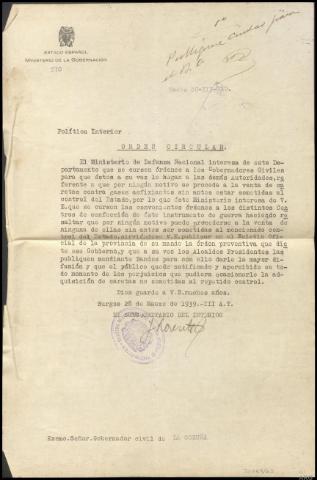 ESTADO ESPAÑOL
MINISTERIO DE LA GOBERNACIÓN
Publíquese
el B. O.
Política Interior
ORDEN CIRCULAR.
El Ministerio de Defensa Nacional interesa de este De-
partamento que se cursen órdenes a los Gobernadores Civiles
para que éstos a su vez lo hagan a las demás Autoridades, re
ferente a que por ningún motivo se proceda a la venta de ca
retas contra gases asfixiantes sin antes estar sometidas al
control del Estado, por lo que éste Ministerio interesa de V.
E. que se cursen las convenientes órdenes a los distintos Cen
tros de confección de éste instrumento de guerra haciendo re
saltar que por ningún motivo puede procederse a la venta de
ninguna de ellas sin antes ser sometidas al mencionado con
trol del Estado, sirviéndose V.E. publicar en el Boletín Ofi
cial de la provincia de su mando la órden preventiva que dic
te ese Gobierno, y que a su vez los Alcaldes Presidentes las
publiquen mediante Bandos para con ello darle la mayor di-
fusión y que el público quede notificado y apercibido en to-
do momento de los perjuicios que pudiera ocasionarle la ad-
quisición de caretas no sometidas al repetido control.
Dios guarde a V.E. muchos años.
Burgos 28 de Marzo de 1939.-III A.T.
EL SUBSECRETARIO DEL INTERIOR
Excmo. Señor. Gobernador civil de LA CORUÑA